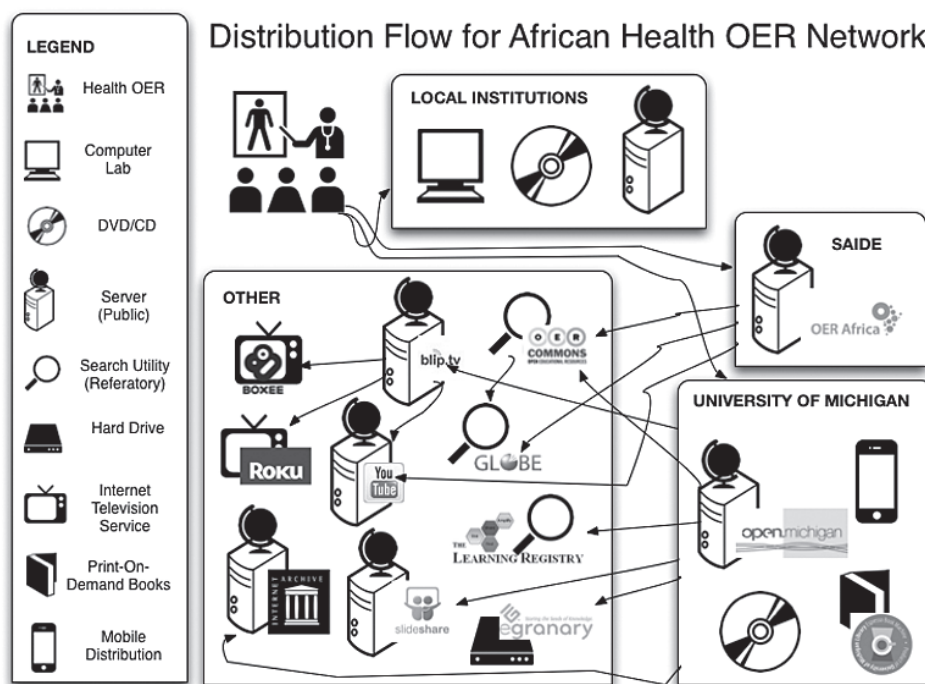 Distribution Flow for African Health OER Network
LEGEND
Health OER
Computer
Lab
DVD/CD
Server
(Public)
Search Utility
(Referatory)
Hard Drive
Internet
Television
Service
Print-On-
Demand Books
Mobile
Distribution
LOCAL INSTITUTIONS
SAIDE
OER Africa
OTHER
BOXEE
blip.tv
OER
COMMONS
OPEN EDUCATIONAL RESOURCES
ROKU
You
Tube
GLOBE
THE
LEARNING REGISTRY
INTERNET
ARCHIVE
slideshare
egranary
UNIVERSITY OF MICHIGAN
open.michigan